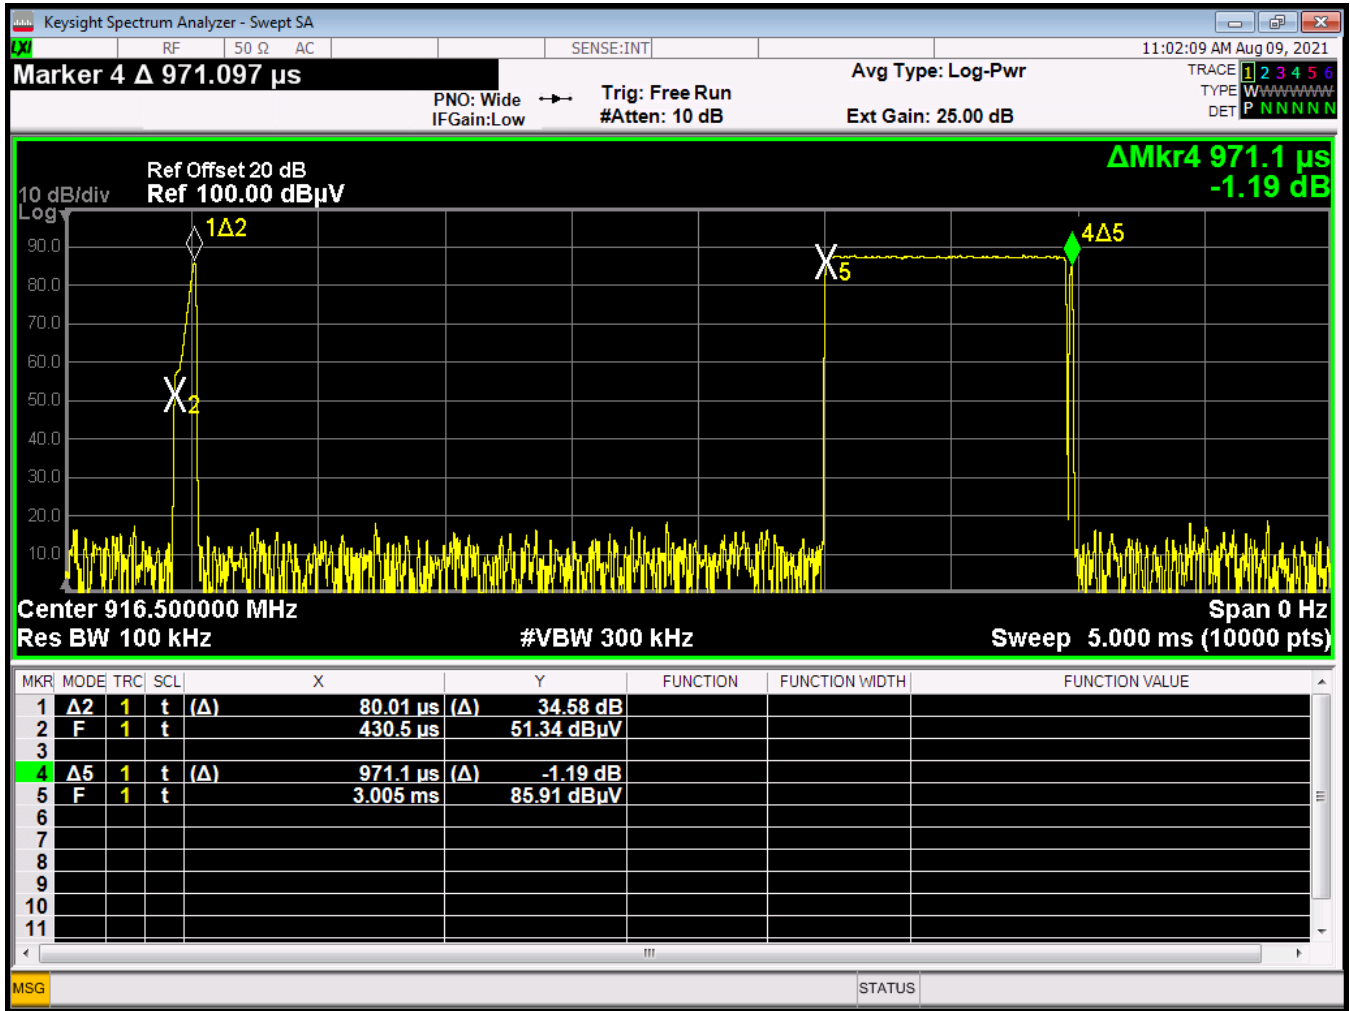 Keysight Spectrum Analyzer - Swept SA
LXI RF 50 Ω AC SENSE:INT 11:02:09 AM Aug 09, 2021
Marker 4 Δ 971.097 µs
Avg Type: Log-Pwr
TRACE 1 2 3 4 5 6
PNO: Wide Trig: Free Run
TYPE WWWWWW
IFGain:Low #Atten: 10 dB Ext Gain: 25.00 dB
DET P N N N N N
ΔMkr4 971.1 µs
-1.19 dB
Ref Offset 20 dB
10 dB/div Ref 100.00 dBµV
Log
1Δ2
4Δ5
90.0
5
80.0
70.0
60.0
50.0
2
40.0
30.0
20.0
10.0
Center 916.500000 MHz Span 0 Hz
Res BW 100 kHz #VBW 300 kHz Sweep 5.000 ms (10000 pts)
MKR MODE TRC SCL X Y FUNCTION FUNCTION WIDTH FUNCTION VALUE
1 Δ2 1 t (Δ) 80.01 µs (Δ) 34.58 dB
2 F 1 t 430.5 µs 51.34 dBµV
3
4 Δ5 1 t (Δ) 971.1 µs (Δ) -1.19 dB
5 F 1 t 3.005 ms 85.91 dBµV
6
7
8
9
10
11
MSG STATUS